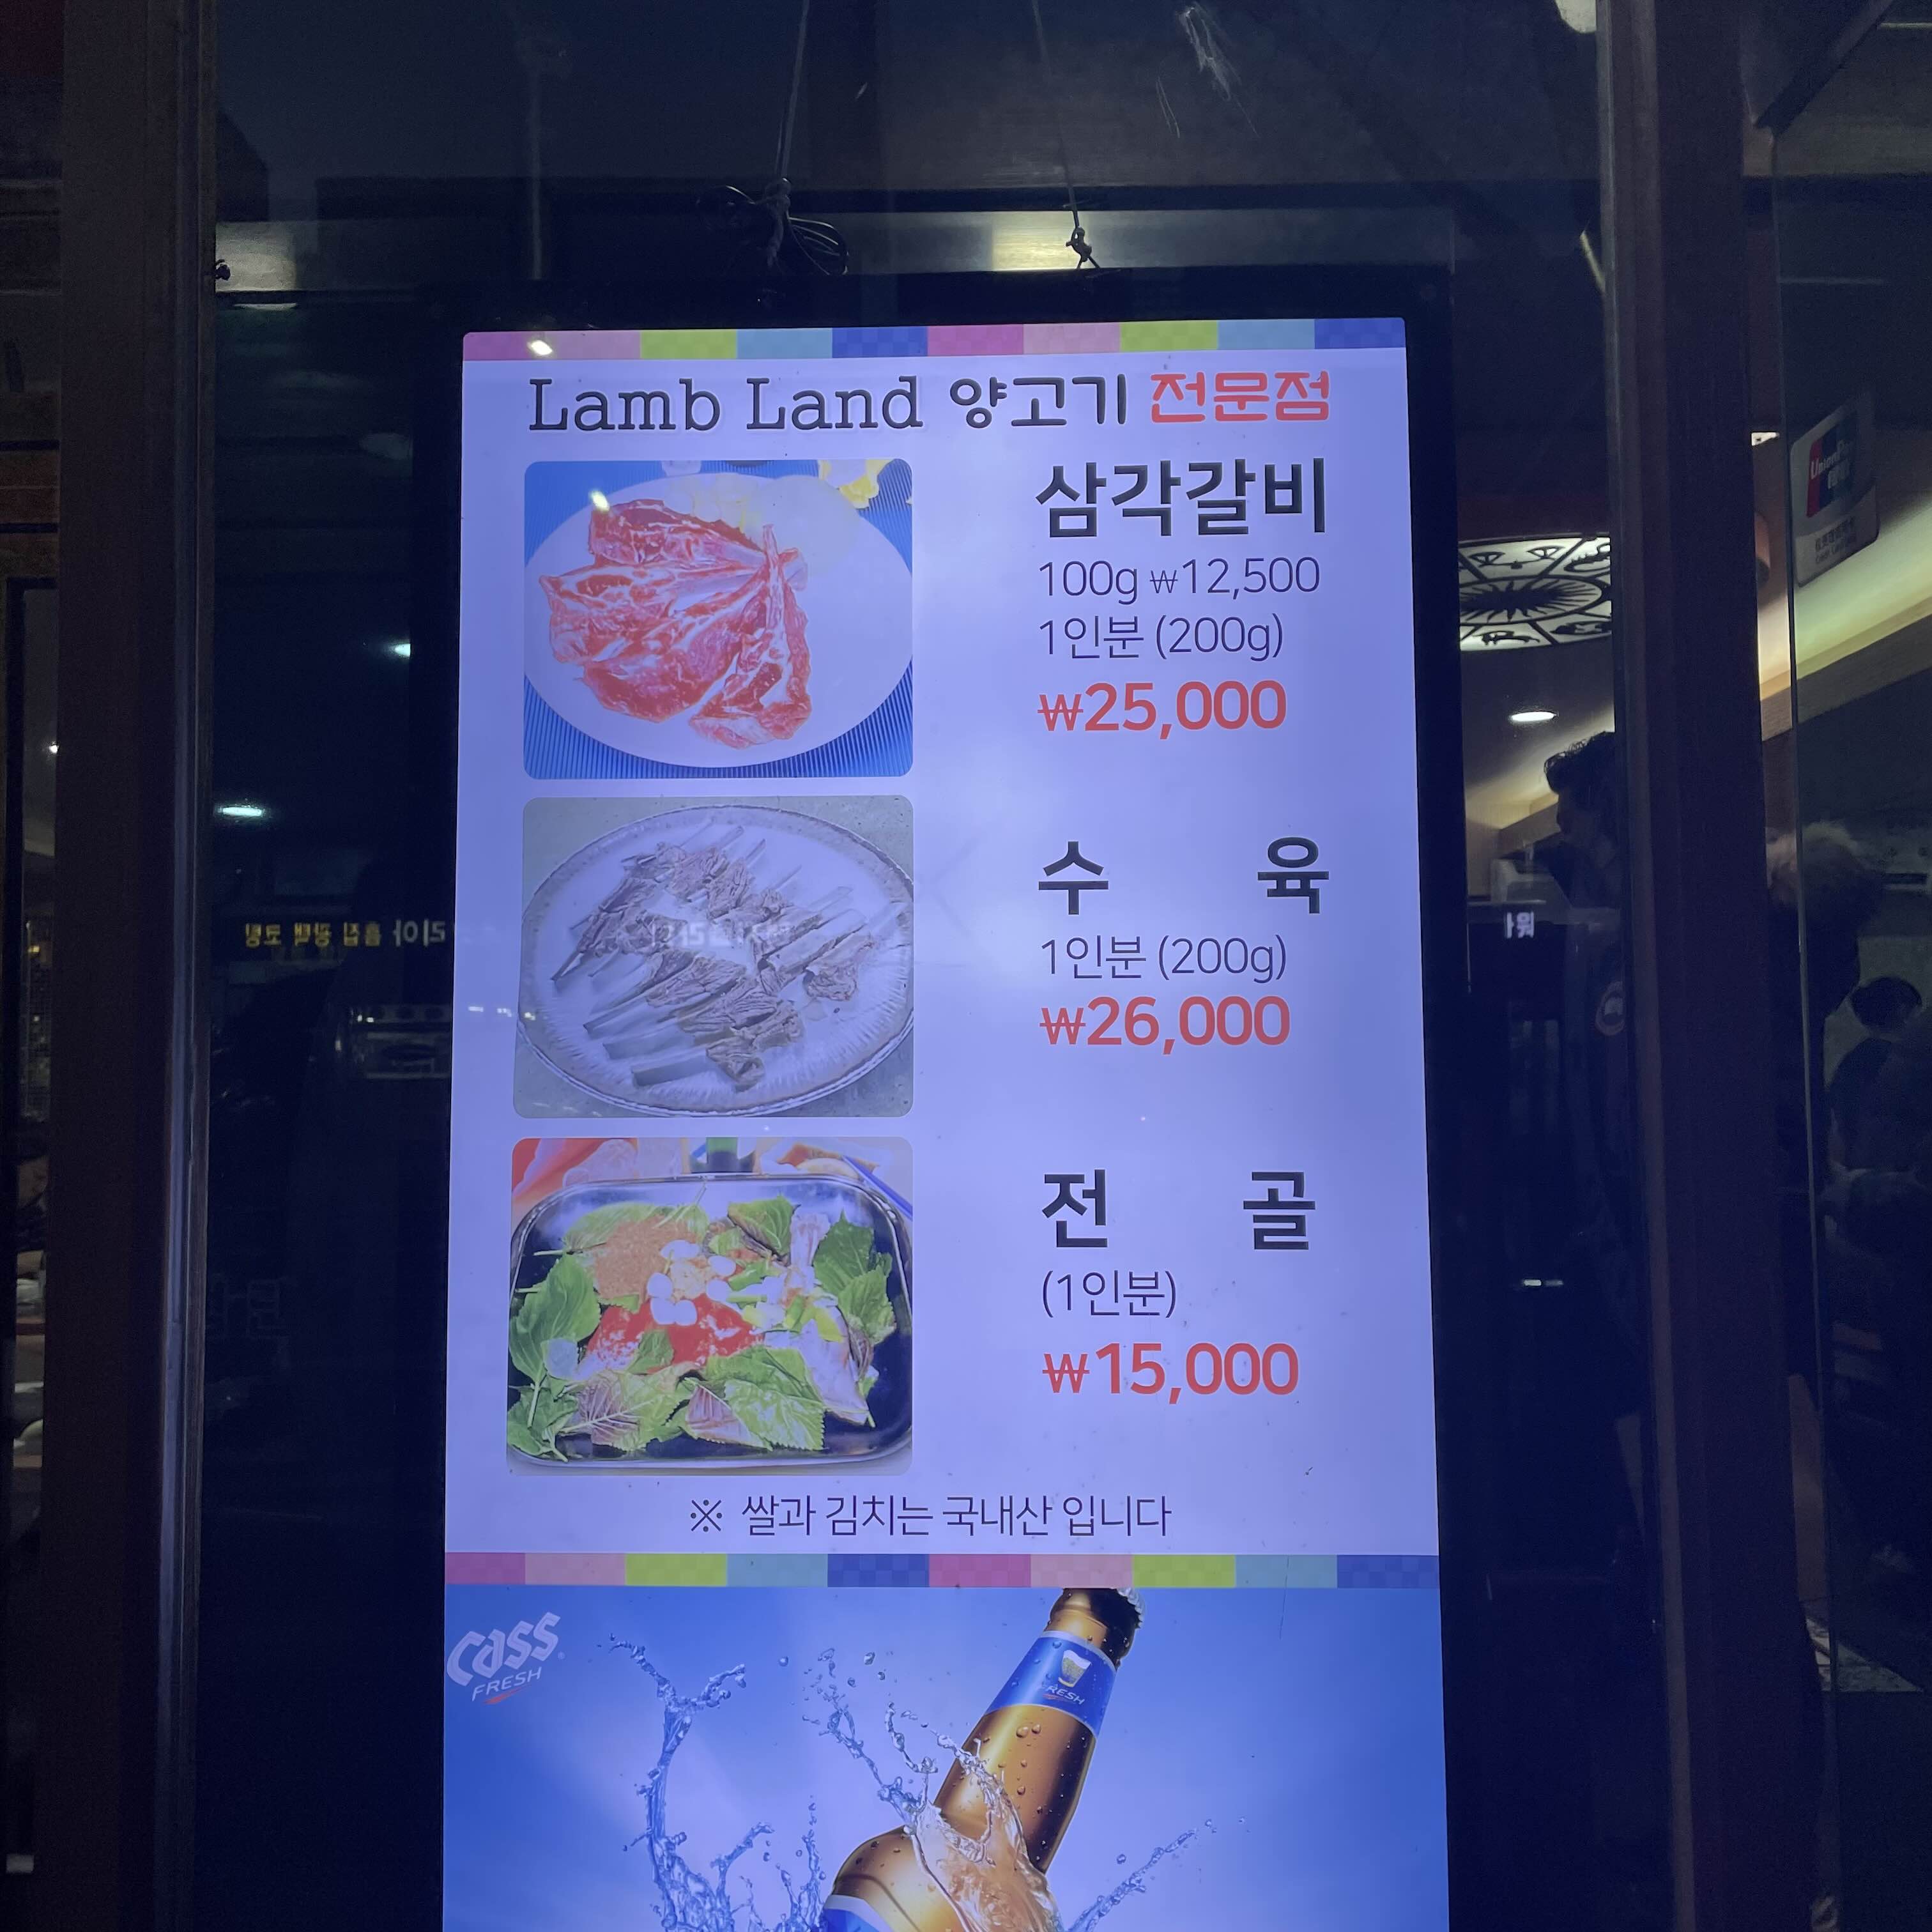 Lamb Land 양고기 전문점
삼각갈비
100g ₩12,500
1인분 (200g)
₩25,000
수 육
1인분 (200g)
₩26,000
전 골
(1인분)
₩15,000
※ 쌀과 김치는 국내산 입니다
Cass
FRESH
FRESH
UnionPay